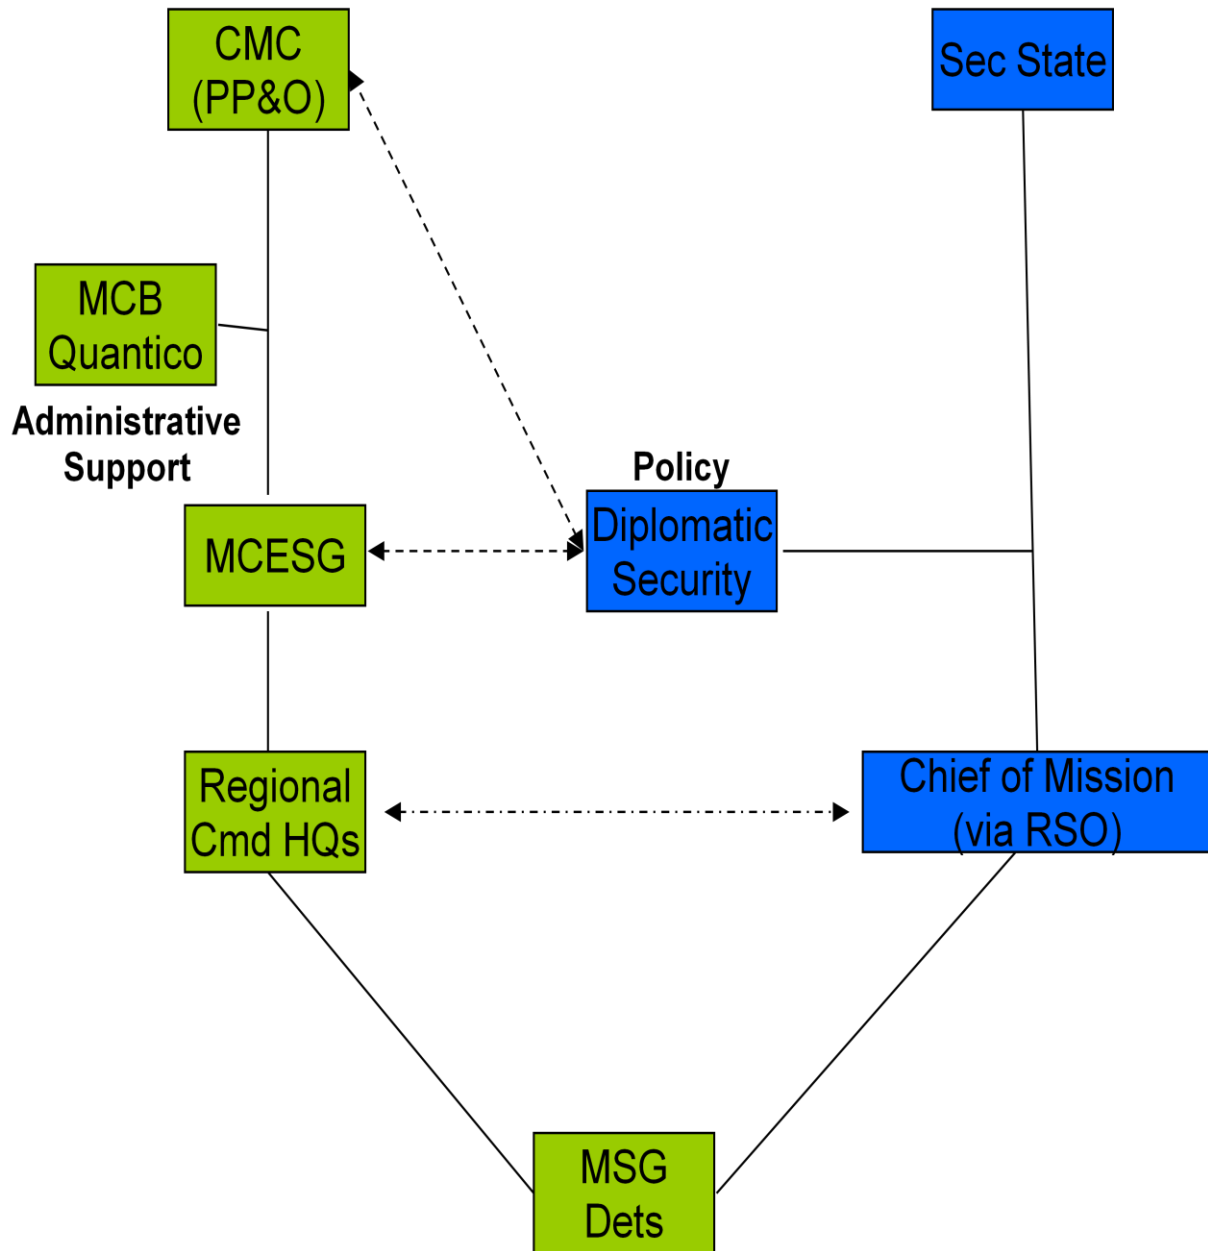 CMC
(PP&O)
Sec State
MCB
Quantico
Administrative
Support
Policy
Diplomatic
Security
MCESG
Regional
Cmd HQs
Chief of Mission
(via RSO)
MSG
Dets